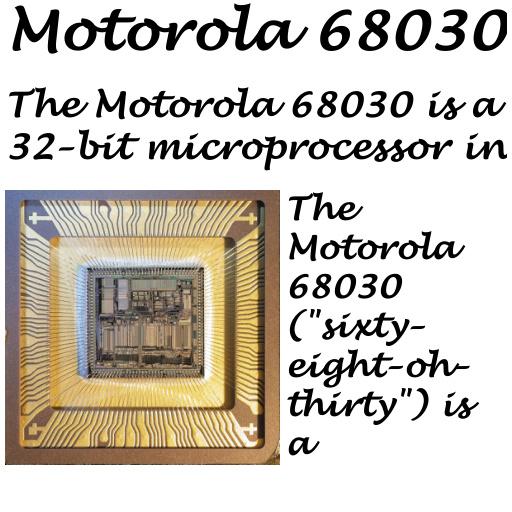 Motorola 68030
The Motorola 68030 is a
32-bit microprocessor in
The
Motorola
68030
("sixty-
eight-oh-
thirty") is
a